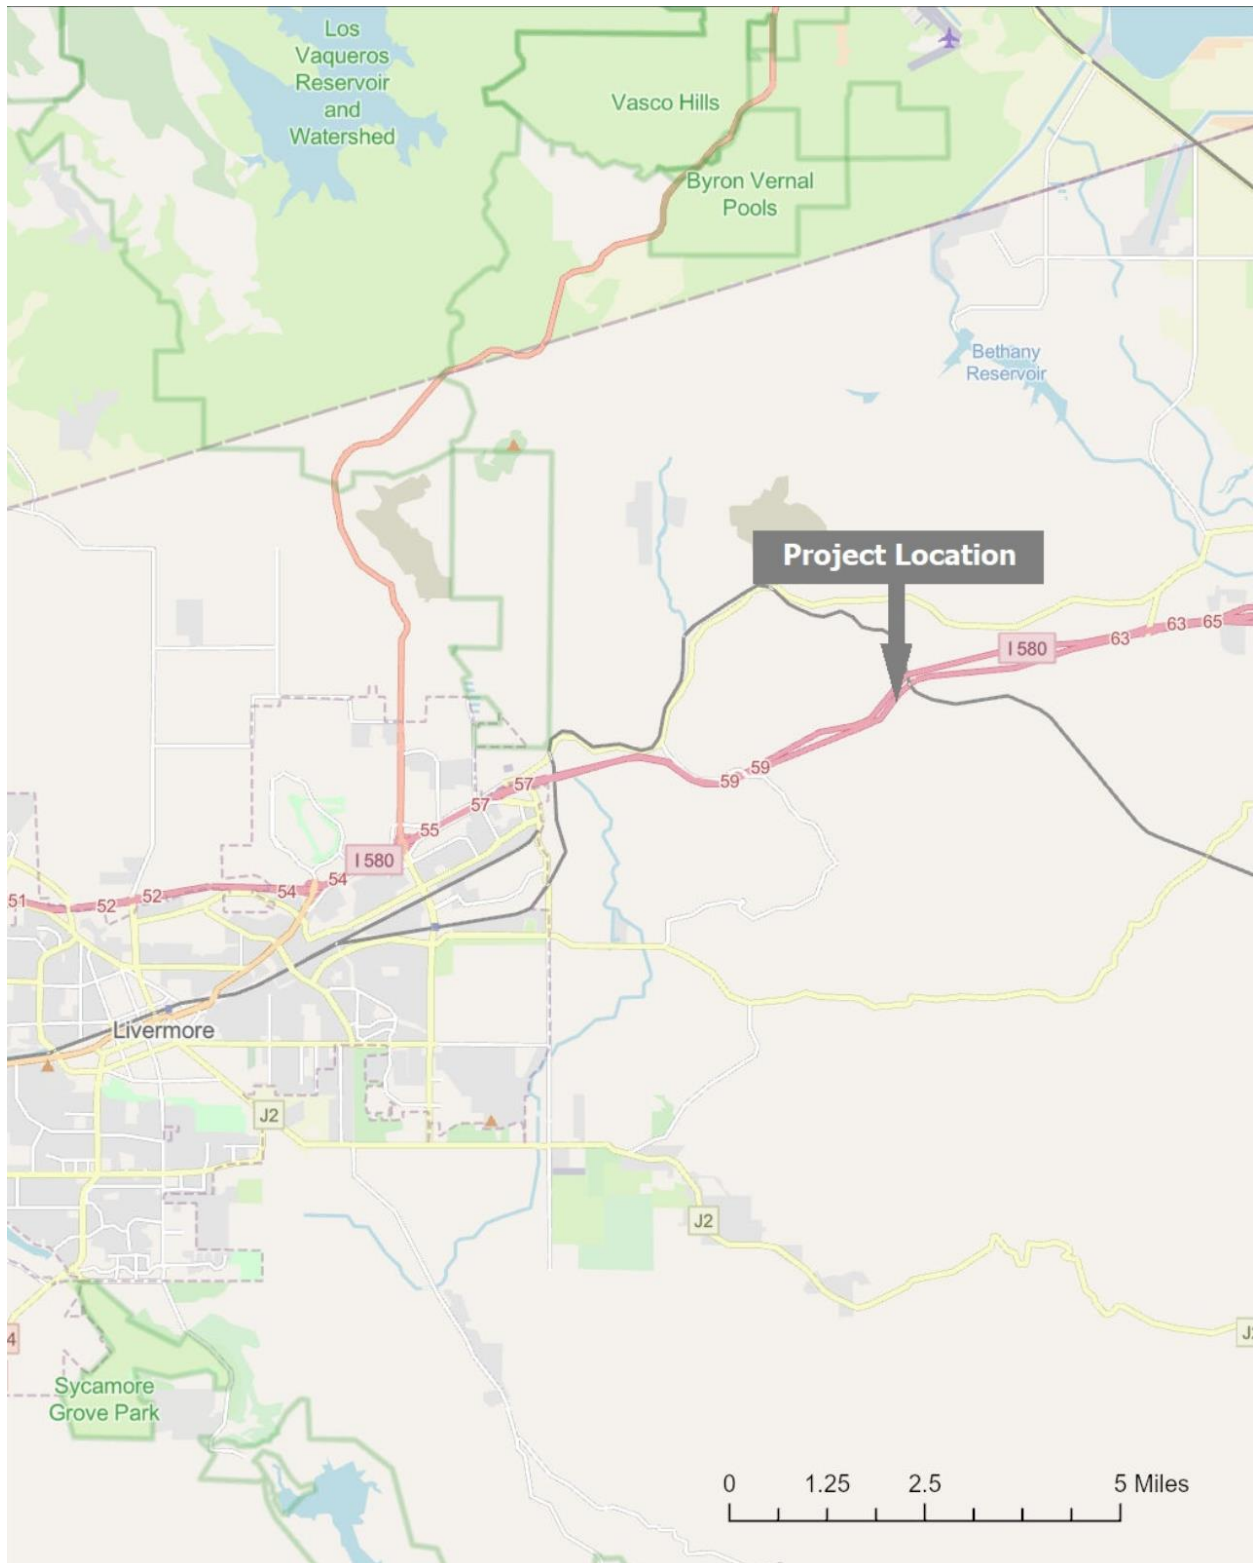 Los
Vaqueros
Reservoir
and
Watershed
Vasco Hills
Byron Vernal
Pools
Bethany
Reservoir
Project Location
I 580
63
63
65
59
59
57
57
55
I 580
54
54
52
52
51
Livermore
J2
J2
J2
4
Sycamore
Grove Park
0 1.25 2.5 5 Miles